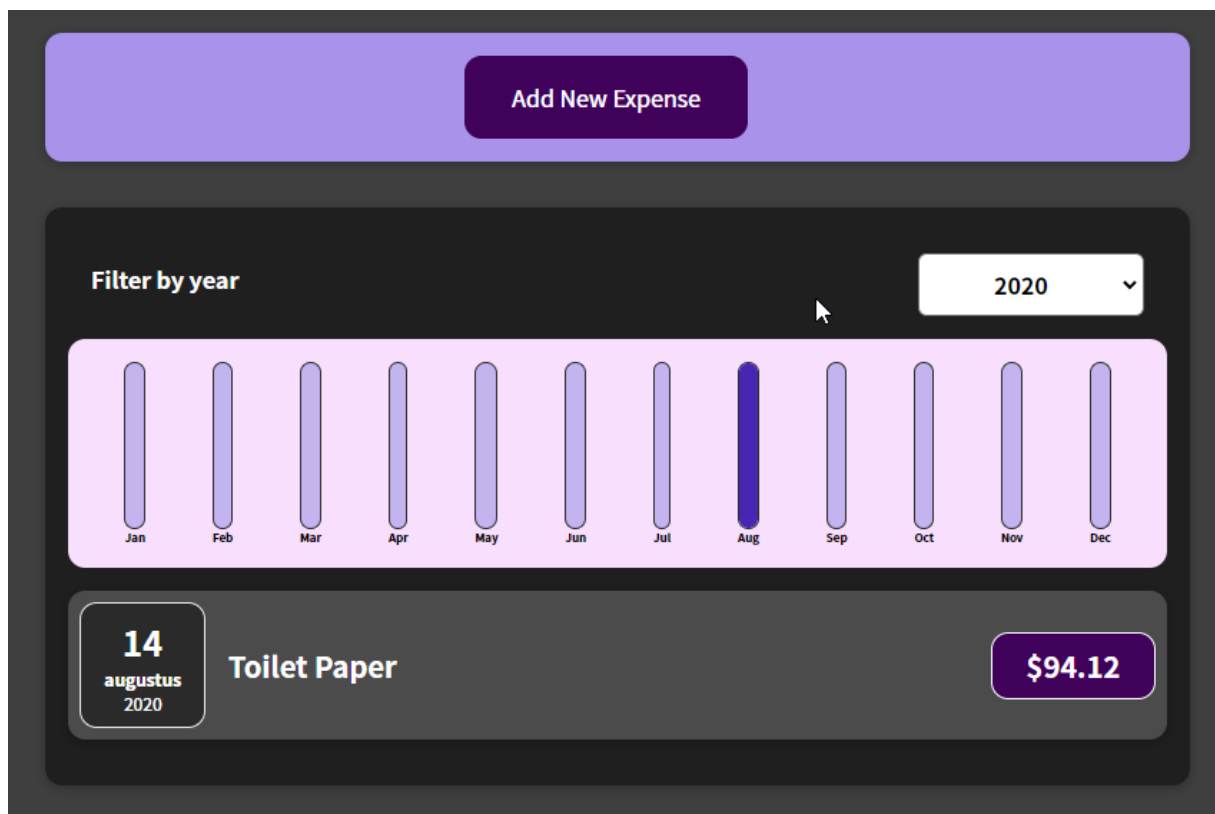 Add New Expense
Filter by year
2020
Jan Feb Mar Apr May Jun Jul Aug Sep Oct Nov Dec
14
augustus
2020
Toilet Paper
$94.12